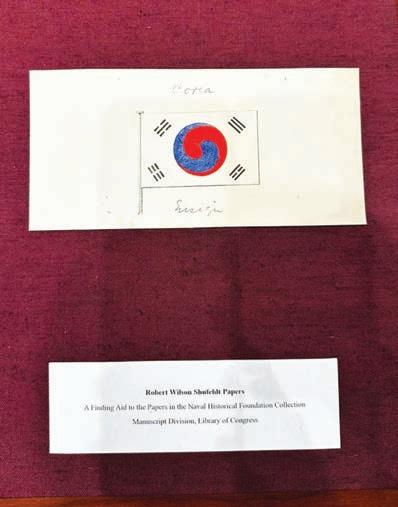 Corea
Ensign
Robert Wilson Shufeldt Papers
A Finding Aid to the Papers in the Naval Historical Foundation Collection
Manuscript Division, Library of Congress